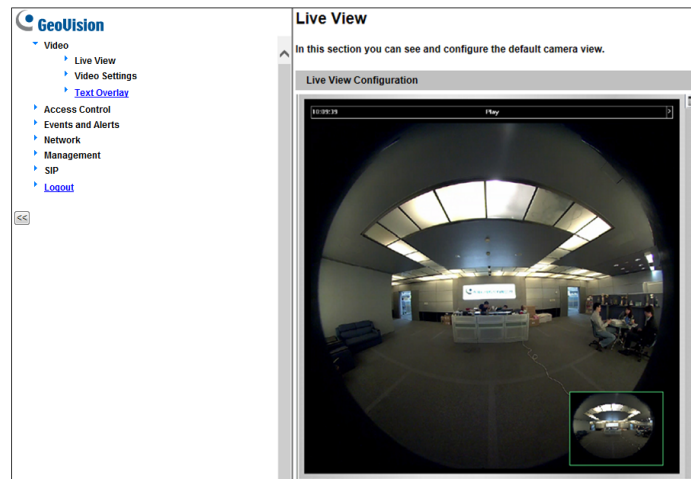 GeoVision
Video
Live View
Video Settings
Text Overlay
Access Control
Events and Alerts
Network
Management
SIP
Logout
<<
Live View
In this section you can see and configure the default camera view.
Live View Configuration
Play
>